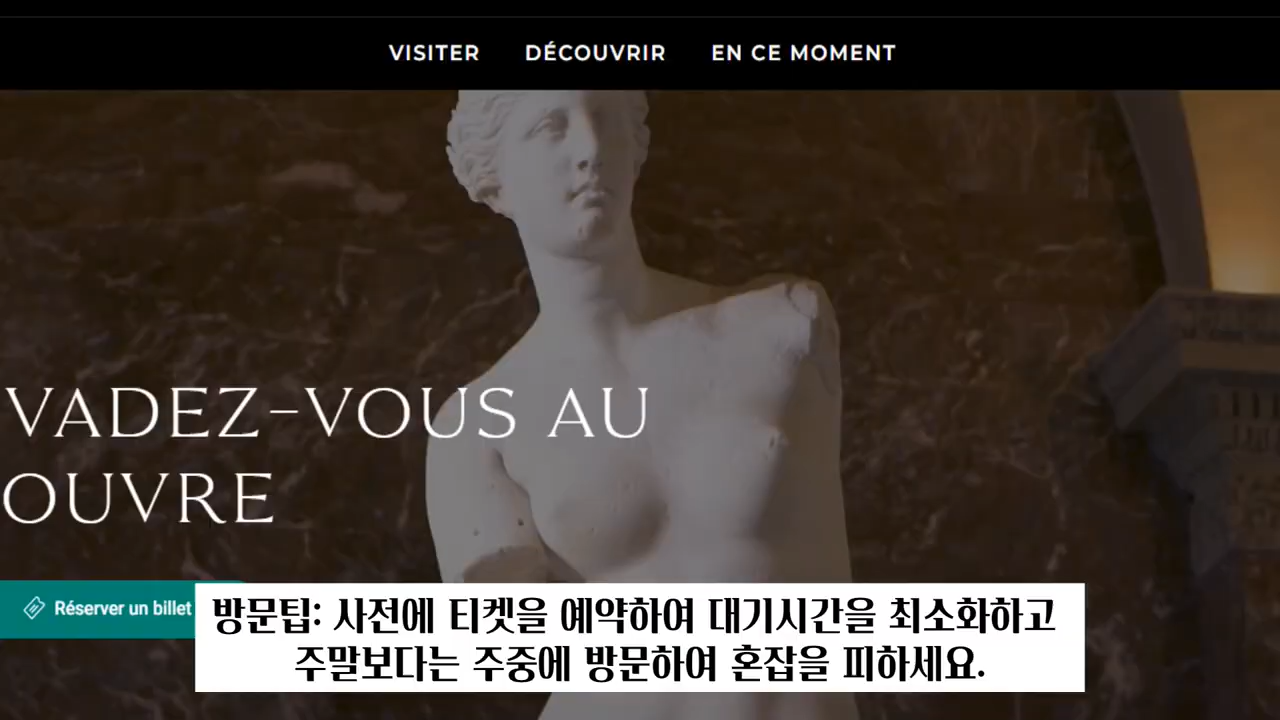 VISITER DÉCOUVRIR EN CE MOMENT
VADEZ-VOUS AU
OUVRE
Réserver un billet
방문팁: 사전에 티켓을 예약하여 대기시간을 최소화하고
주말보다는 주중에 방문하여 혼잡을 피하세요.